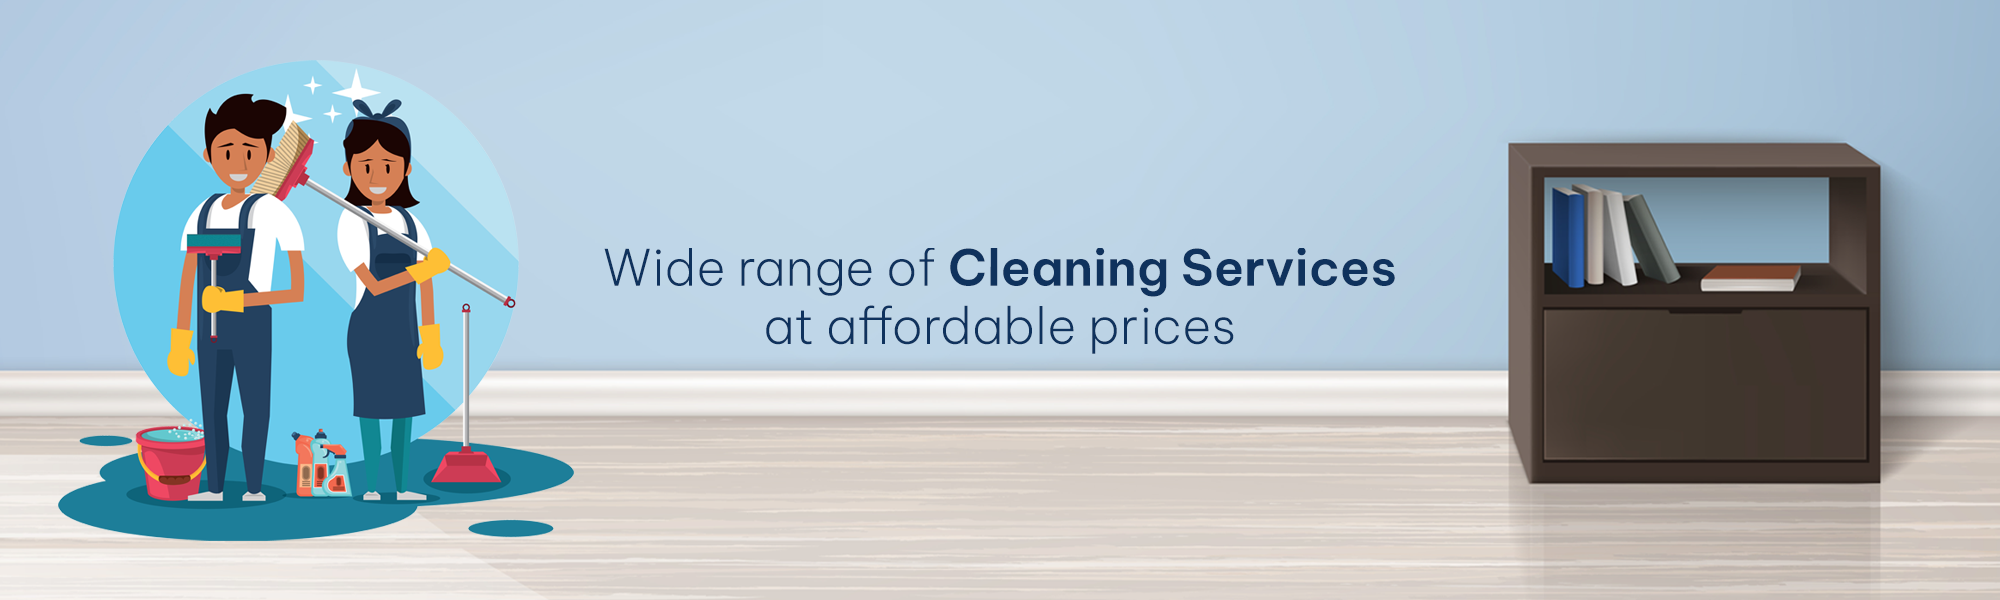 Wide range of Cleaning Services
at affordable prices